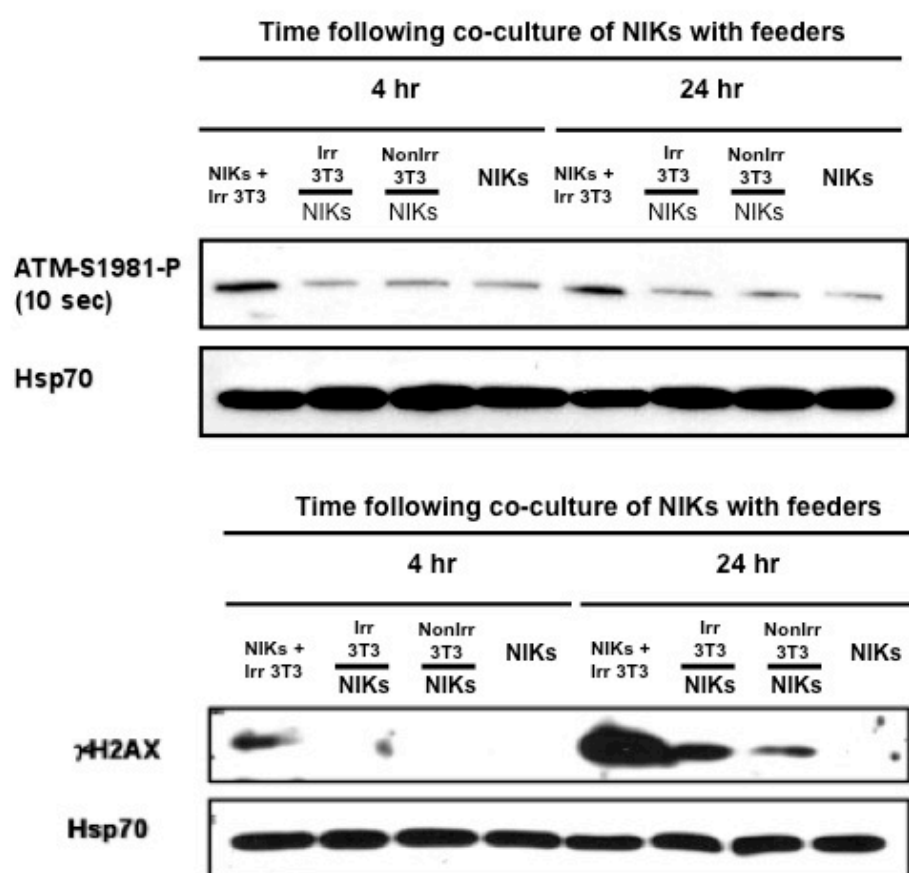 Time following co-culture of NIKs with feeders
4 hr 24 hr
NIKs + Irr 3T3 Irr 3T3 NIKs NonIrr 3T3 NIKs NIKs NIKs + Irr 3T3 Irr 3T3 NIKs NonIrr 3T3 NIKs NIKs
ATM-S1981-P
(10 sec)
Hsp70
Time following co-culture of NIKs with feeders
4 hr 24 hr
NIKs + Irr 3T3 Irr 3T3 NIKs NonIrr 3T3 NIKs NIKs NIKs + Irr 3T3 Irr 3T3 NIKs NonIrr 3T3 NIKs NIKs
γH2AX
Hsp70